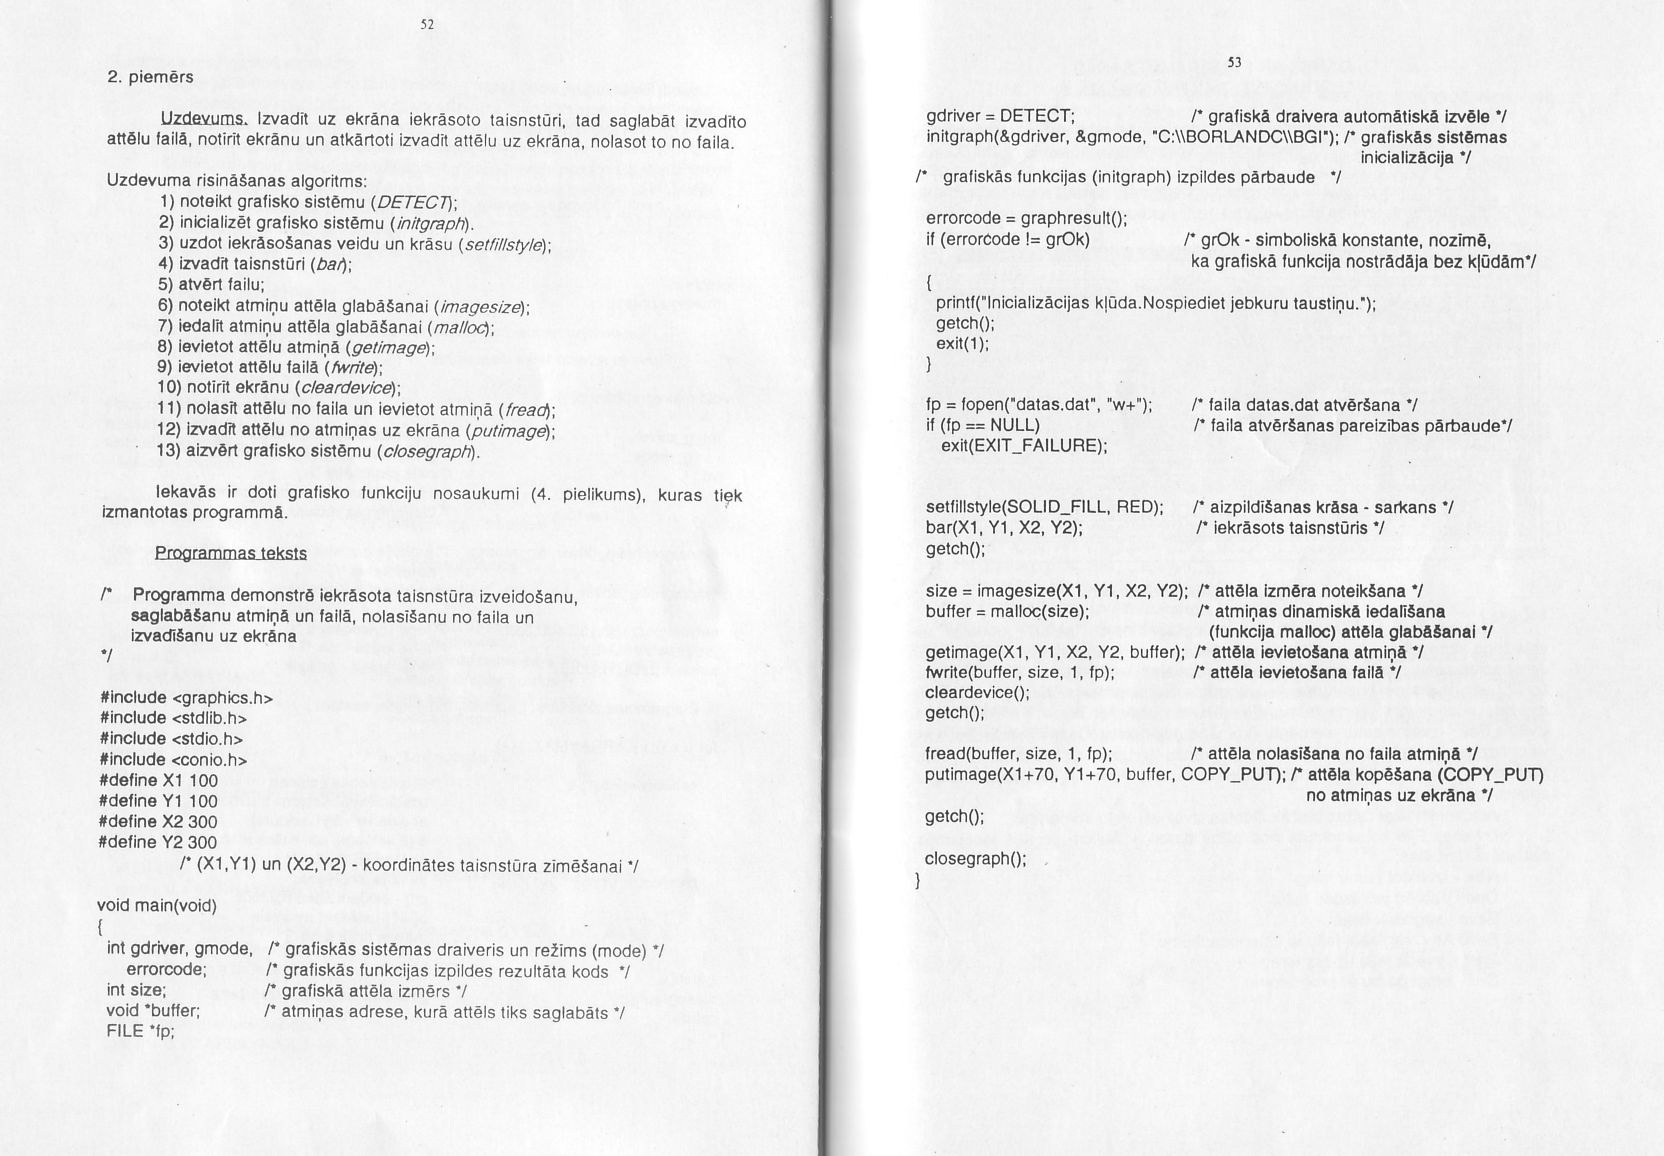 52
2. piemērs
Uzdevums. Izvadīt uz ekrāna iekrāsoto taisnstūri, tad saglabāt izvadīto
attēlu failā, notīrīt ekrānu un atkārtoti izvadīt attēlu uz ekrāna, nolasot to no faila.
Uzdevuma risināšanas algoritms:
1) noteikt grafisko sistēmu (DETECT);
2) inicializēt grafisko sistēmu (initgraph).
3) uzdot iekrāsošanas veidu un krāsu (setfillstyle);
4) izvadīt taisnstūri (bar);
5) atvērt failu;
6) noteikt atmiņu attēla glabāšanai (imagesize);
7) iedalīt atmiņu attēla glabāšanai (malloc);
8) ievietot attēlu atmiņā (getimage);
9) ievietot attēlu failā (fwrite);
10) notīrīt ekrānu (cleardevice);
11) nolasīt attēlu no faila un ievietot atmiņā (fread);
12) izvadīt attēlu no atmiņas uz ekrāna (putimage);
13) aizvērt grafisko sistēmu (closegraph).
Iekavās ir doti grafisko funkciju nosaukumi (4. pielikums), kuras tiek
izmantotas programmā.
Programmas teksts
/* Programma demonstrē iekrāsota taisnstūra izveidošanu,
saglabāšanu atmiņā un failā, nolasīšanu no faila un
izvadīšanu uz ekrāna
*/
#include <graphics.h>
#include <stdlib.h>
#include <stdio.h>
#include <conio.h>
#define X1 100
#define Y1 100
#define X2 300
#define Y2 300
/* (X1,Y1) un (X2,Y2) - koordinātes taisnstūra zīmēšanai */
void main(void)
{
int gdriver, gmode, /* grafiskās sistēmas draiveris un režīms (mode) */
errorcode; /* grafiskās funkcijas izpildes rezultāta kods */
int size; /* grafiskā attēla izmērs */
void *buffer; /* atmiņas adrese, kurā attēls tiks saglabāts */
FILE *fp;
53
gdriver = DETECT; /* grafiskā draivera automātiskā izvēle */
initgraph(&gdriver, &gmode, "C:\\BORLANDC\\BGI"); /* grafiskās sistēmas
inicializācija */
/* grafiskās funkcijas (initgraph) izpildes pārbaude */
errorcode = graphresult();
if (errorcode != grOk) /* grOk - simboliskā konstante, nozīmē,
ka grafiskā funkcija nostrādāja bez kļūdām*/
{
printf("Inicializācijas kļūda.Nospiediet jebkuru taustiņu.");
getch();
exit(1);
}
fp = fopen("datas.dat", "w+"); /* faila datas.dat atvēršana */
if (fp == NULL) /* faila atvēršanas pareizības pārbaude*/
exit(EXIT_FAILURE);
setfillstyle(SOLID_FILL, RED); /* aizpildīšanas krāsa - sarkans */
bar(X1, Y1, X2, Y2); /* iekrāsots taisnstūris */
getch();
size = imagesize(X1, Y1, X2, Y2); /* attēla izmēra noteikšana */
buffer = malloc(size); /* atmiņas dinamiskā iedalīšana
(funkcija malloc) attēla glabāšanai */
getimage(X1, Y1, X2, Y2, buffer); /* attēla ievietošana atmiņā */
fwrite(buffer, size, 1, fp); /* attēla ievietošana failā */
cleardevice();
getch();
fread(buffer, size, 1, fp); /* attēla nolasīšana no faila atmiņā */
putimage(X1+70, Y1+70, buffer, COPY_PUT); /* attēla kopēšana (COPY_PUT)
no atmiņas uz ekrāna */
getch();
closegraph();
}